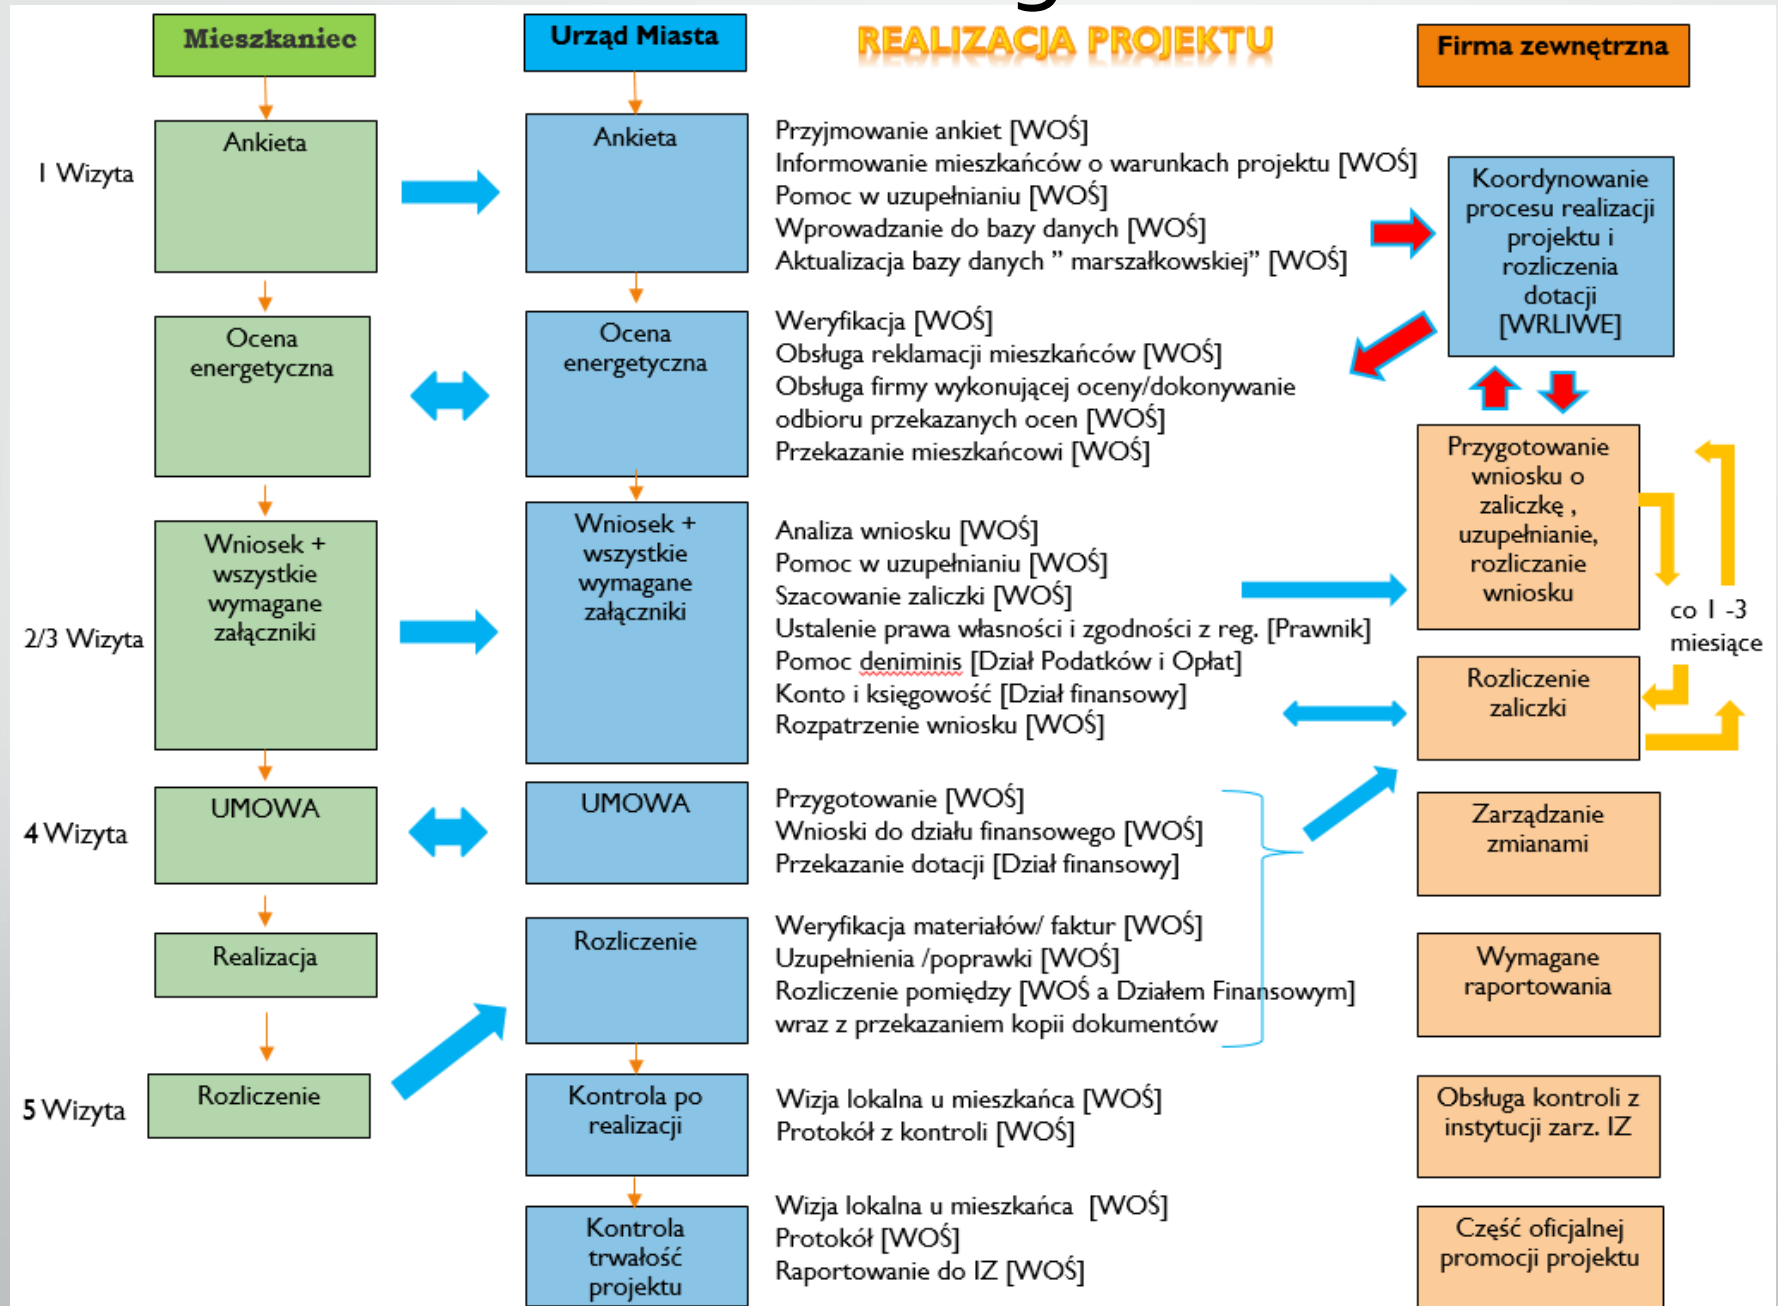 Mieszkaniec
Urząd Miasta
REALIZACJA PROJEKTU
Firma zewnętrzna
1 Wizyta
Ankieta
Ankieta
Przyjmowanie ankiet [WOŚ]
Informowanie mieszkańców o warunkach projektu [WOŚ]
Pomoc w uzupełnianiu [WOŚ]
Wprowadzanie do bazy danych [WOŚ]
Aktualizacja bazy danych ” marszałkowskiej” [WOŚ]
Koordynowanie
procesu realizacji
projektu i
rozliczenia
dotacji
[WRLIWE]
Ocena
energetyczna
Ocena
energetyczna
Weryfikacja [WOŚ]
Obsługa reklamacji mieszkańców [WOŚ]
Obsługa firmy wykonującej oceny/dokonywanie
odbioru przekazanych ocen [WOŚ]
Przekazanie mieszkańcowi [WOŚ]
Przygotowanie
wniosku o
zaliczkę ,
uzupełnianie,
rozliczanie
wniosku
co 1 -3
miesiące
2/3 Wizyta
Wniosek +
wszystkie
wymagane
załączniki
Wniosek +
wszystkie
wymagane
załączniki
Analiza wniosku [WOŚ]
Pomoc w uzupełnianiu [WOŚ]
Szacowanie zaliczki [WOŚ]
Ustalenie prawa własności i zgodności z reg. [Prawnik]
Pomoc deniminis [Dział Podatków i Opłat]
Konto i księgowość [Dział finansowy]
Rozpatrzenie wniosku [WOŚ]
Rozliczenie
zaliczki
4 Wizyta
UMOWA
UMOWA
Przygotowanie [WOŚ]
Wnioski do działu finansowego [WOŚ]
Przekazanie dotacji [Dział finansowy]
Zarządzanie
zmianami
Realizacja
Rozliczenie
Weryfikacja materiałów/ faktur [WOŚ]
Uzupełnienia /poprawki [WOŚ]
Rozliczenie pomiędzy [WOŚ a Działem Finansowym]
wraz z przekazaniem kopii dokumentów
Wymagane
raportowania
5 Wizyta
Rozliczenie
Kontrola po
realizacji
Wizja lokalna u mieszkańca [WOŚ]
Protokół z kontroli [WOŚ]
Obsługa kontroli z
instytucji zarz. IZ
Kontrola
trwałość
projektu
Wizja lokalna u mieszkańca [WOŚ]
Protokół [WOŚ]
Raportowanie do IZ [WOŚ]
Część oficjalnej
promocji projektu